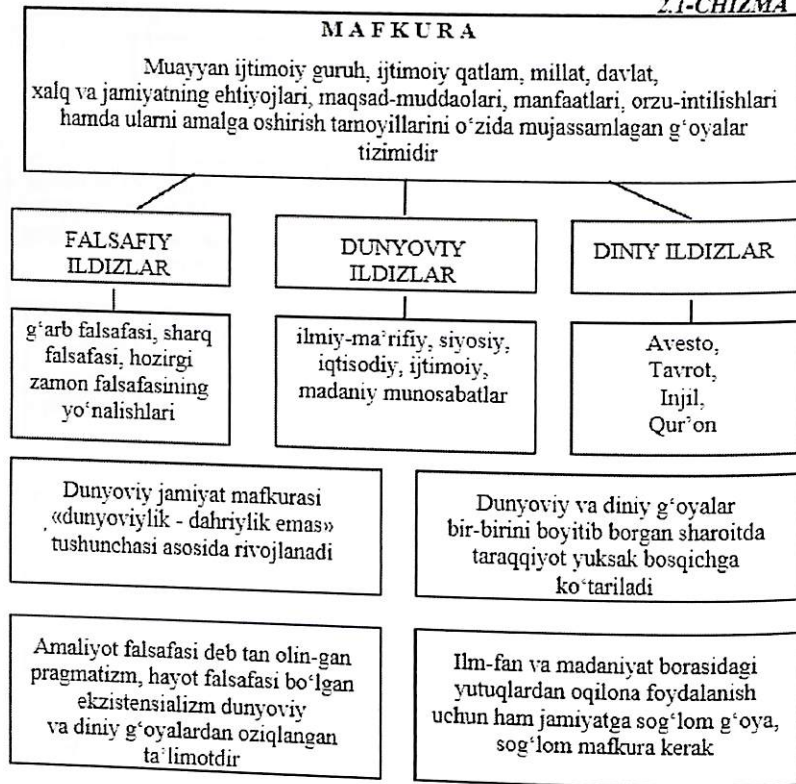 2.1-CHIZMA
MAFKURA
Muayyan ijtimoiy guruh, ijtimoiy qatlam, millat, davlat,
xalq va jamiyatning ehtiyojlari, maqsad-muddaolari, manfaatlari, orzu-intilishlari
hamda ularni amalga oshirish tamoyillarini o‘zida mujassamlagan g‘oyalar
tizimidir
FALSAFIY
ILDIZLAR
DUNYOVIY
ILDIZLAR
DINIY ILDIZLAR
g‘arb falsafasi, sharq
falsafasi, hozirgi
zamon falsafasining
yo‘nalishlari
ilmiy-ma’rifiy, siyosiy,
iqtisodiy, ijtimoiy,
madaniy munosabatlar
Avesto,
Tavrot,
Injil,
Qur’on
Dunyoviy jamiyat mafkurasi
«dunyoviylik - dahriylik emas»
tushunchasi asosida rivojlanadi
Dunyoviy va diniy g‘oyalar
bir-birini boyitib borgan sharoitda
taraqqiyot yuksak bosqichga
ko‘tariladi
Amaliyot falsafasi deb tan olin-gan
pragmatizm, hayot falsafasi bo‘lgan
ekzistensializm dunyoviy
va diniy g‘oyalardan oziqlangan
ta’limotdir
Ilm-fan va madaniyat borasidagi
yutuqlardan oqilona foydalanish
uchun ham jamiyatga sog‘lom g‘oya,
sog‘lom mafkura kerak